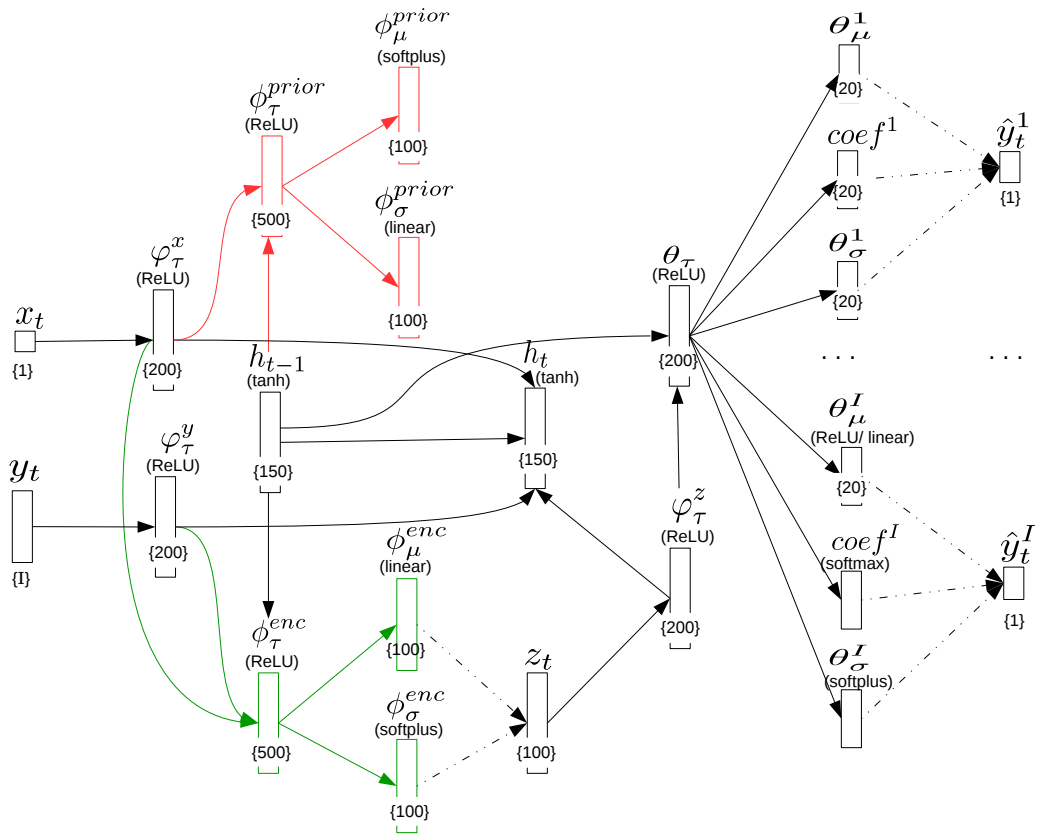 ϕ_μ^{prior}
(softplus)
{100}
ϕ_τ^{prior}
(ReLU)
{500}
ϕ_σ^{prior}
(linear)
{100}
φ_τ^x
(ReLU)
{200}
x_t
{1}
h_{t−1}
(tanh)
{150}
h_t
(tanh)
{150}
φ_τ^y
(ReLU)
{200}
y_t
{I}
ϕ_τ^{enc}
(ReLU)
{500}
ϕ_μ^{enc}
(linear)
{100}
ϕ_σ^{enc}
(softplus)
{100}
z_t
{100}
φ_τ^z
(ReLU)
{200}
θ_τ
(ReLU)
{200}
θ_μ^1
{20}
coef^1
{20}
θ_σ^1
{20}
ŷ_t^1
{1}
. . .
. . .
θ_μ^I
(ReLU/ linear)
{20}
coef^I
(softmax)
θ_σ^I
(softplus)
ŷ_t^I
{1}